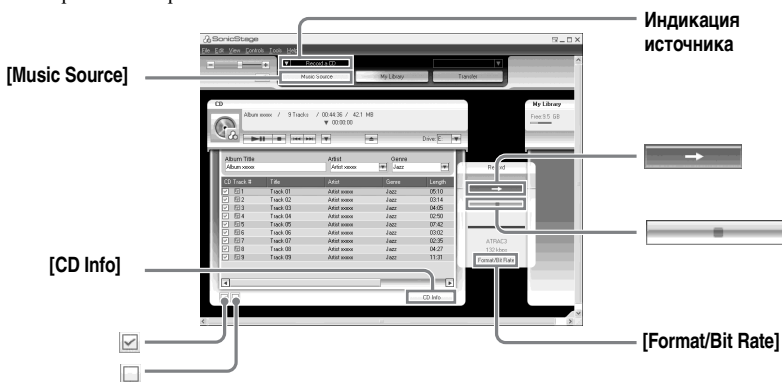 SonicStage
File Edit View Controls Tools Help
Индикация
источника
Record a CD
[Music Source]
Music Source My Library Transfer
CD
My Library
Album xxxxx / 9 Tracks / 00:44:36 / 42.1 MB
00:00:00
Free:9.5 GB
Drive: E:
Album Title Artist Genre
Album xxxxx Artist xxxxx Jazz
Record
CD Track # Title Artist Genre Length
1 Track 01 Artist xxxxx Jazz 05:10
2 Track 02 Artist xxxxx Jazz 03:14
3 Track 03 Artist xxxxx Jazz 04:05
4 Track 04 Artist xxxxx Jazz 02:50
5 Track 05 Artist xxxxx Jazz 07:42
6 Track 06 Artist xxxxx Jazz 03:02
7 Track 07 Artist xxxxx Jazz 02:35
8 Track 08 Artist xxxxx Jazz 04:27
9 Track 09 Artist xxxxx Jazz 11:31
ATRAC3
132 kbps
Format/Bit Rate
[CD Info]
CD Info
[Format/Bit Rate]